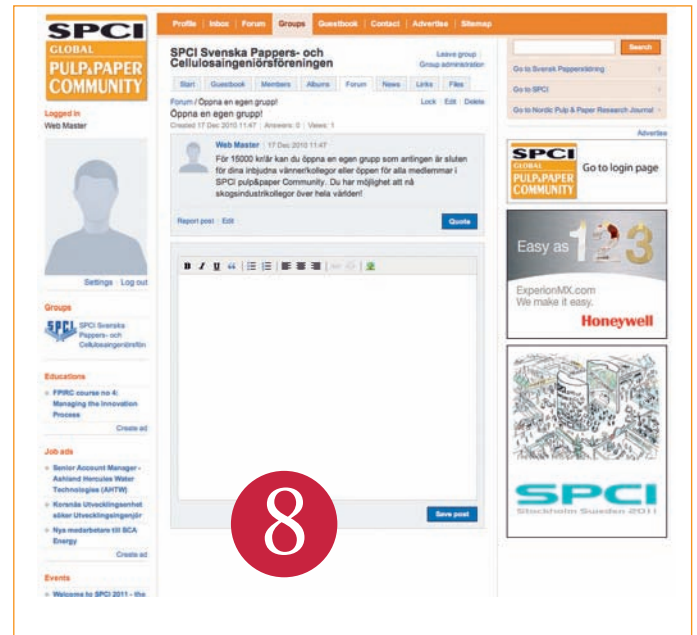 SPCI
GLOBAL
PULP&PAPER
COMMUNITY
Logged in
Web Master
Settings Log out
Groups
SPCI
SPCI Svenska
Pappers- och
Cellulosaingeniörsfön
Educations
FPIRC course no 4:
Managing the Innovation
Process
Create ad
Job ads
Senior Account Manager -
Ashland Hercules Water
Technologies (AHTW)
Korsnäs Utvecklingsenhet
söker Utvecklingsingenjör
Nya medarbetare till SCA
Energy
Create ad
Events
Welcome to SPCI 2011 - the
Profile | Inbox | Forum | Groups | Guestbook | Contact | Advertise | Sitemap
SPCI Svenska Pappers- och
Cellulosaingeniörsföreningen
Leave group
Group administration
Start Guestbook Members Albums Forum News Links Files
Forum / Öppna en egen grupp!
Lock Edit Delete
Öppna en egen grupp!
Created 17 Dec 2010 11:47 | Answers: 0 | Views: 1
Web Master | 17 Dec 2010 11:47
För 15000 kr/år kan du öppna en egen grupp som antingen är sluten
för dina inbjudna vänner/kollegor eller öppen för alla medlemmar i
SPCI pulp&paper Community. Du har möjlighet att nå
skogsindustrikollegor över hela världen!
Report post Edit
Quote
B I U
Save post
8
Search
Go to Svensk Papperstidning
Go to SPCI
Go to Nordic Pulp & Paper Research Journal
Advertise
SPCI
GLOBAL
PULP&PAPER
COMMUNITY
Go to login page
Easy as 123
ExperionMX.com
We make it easy.
Honeywell
SPCI
Stockholm Sweden 2011